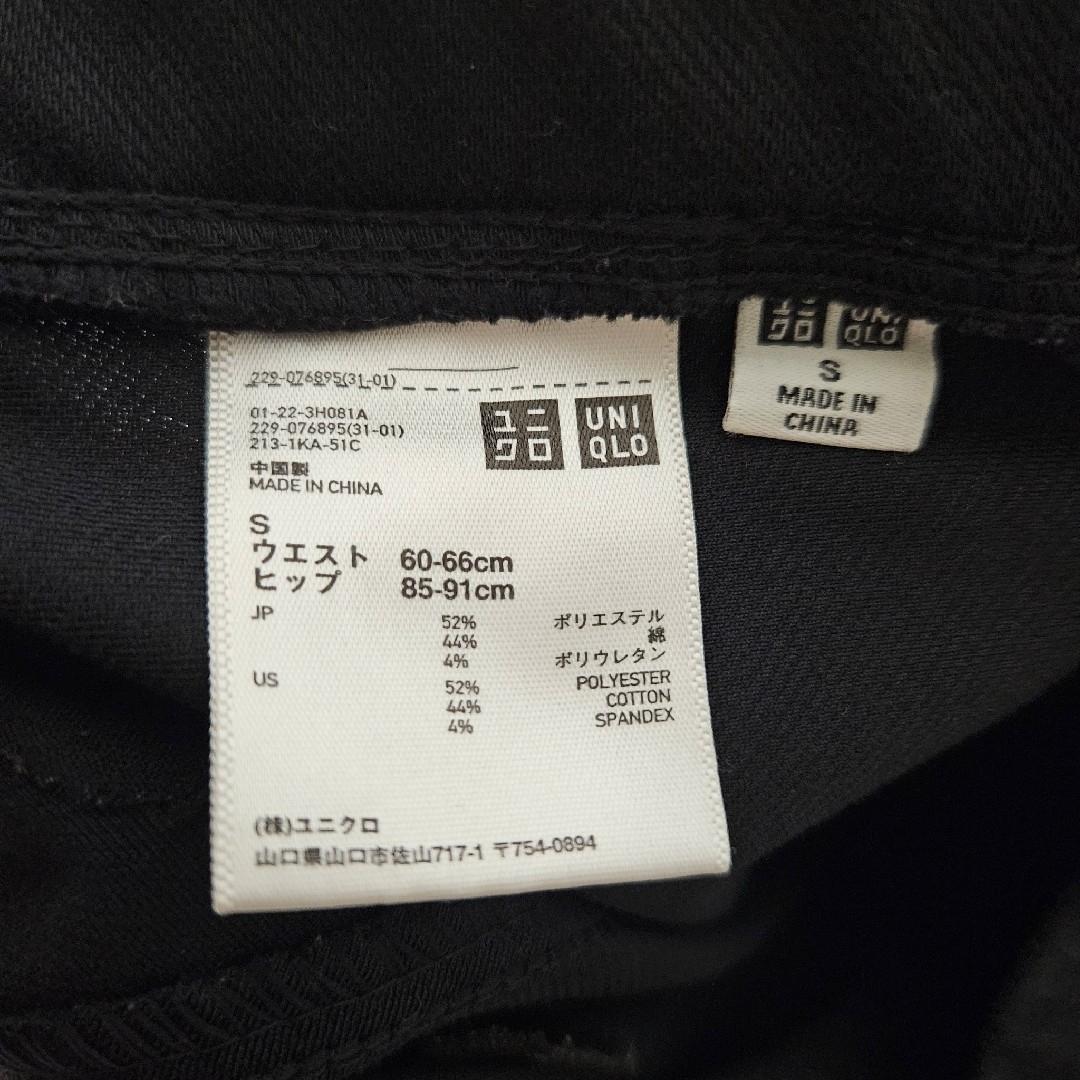 229-076895(31-01)
01-22-3H081A
229-076895(31-01)
213-1KA-51C
中国製
MADE IN CHINA
ユニクロ
UNIQLO
S
ウエスト 60-66cm
ヒップ 85-91cm
JP
52% ポリエステル
44% 綿
4% ポリウレタン
US
52% POLYESTER
44% COTTON
4% SPANDEX
(株)ユニクロ
山口県山口市佐山717-1 〒754-0894
ユニクロ
UNIQLO
S
MADE IN
CHINA